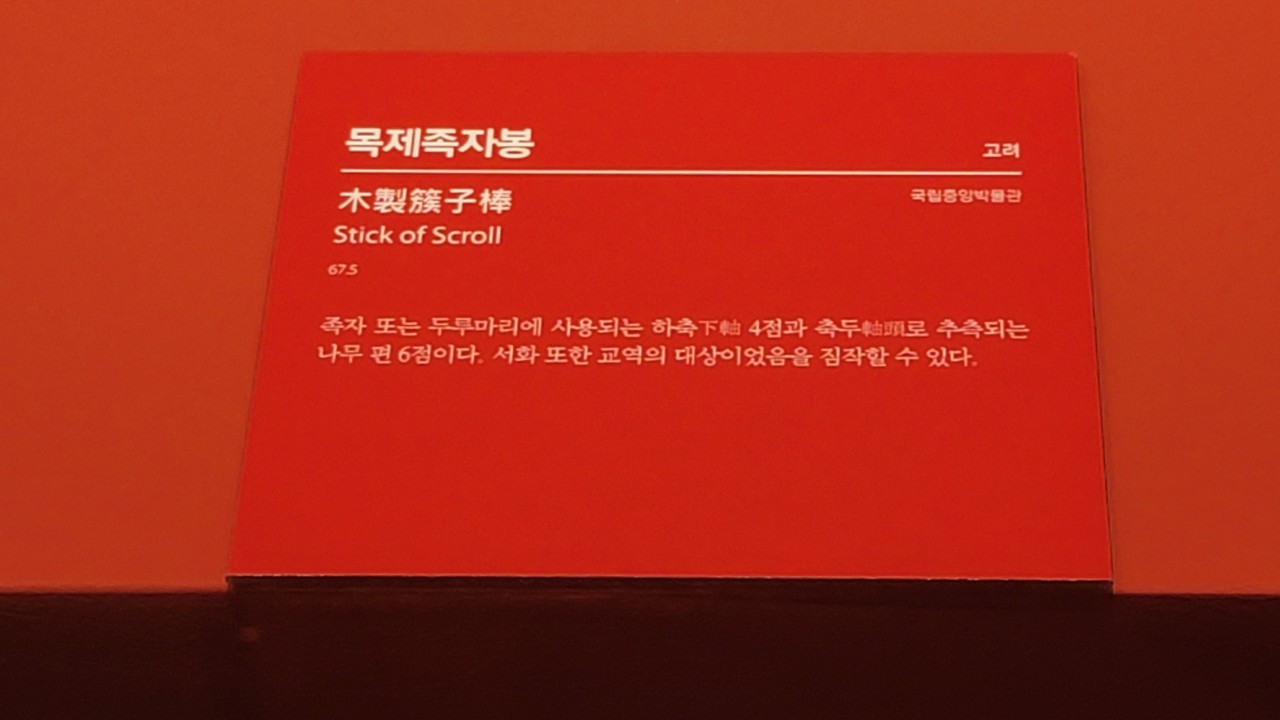 목제족자봉 고려
木製簇子棒 국립중앙박물관
Stick of Scroll
67.5
족자 또는 두루마리에 사용되는 하축下軸 4점과 축두軸頭로 추측되는
나무 편 6점이다. 서화 또한 교역의 대상이었음을 짐작할 수 있다.